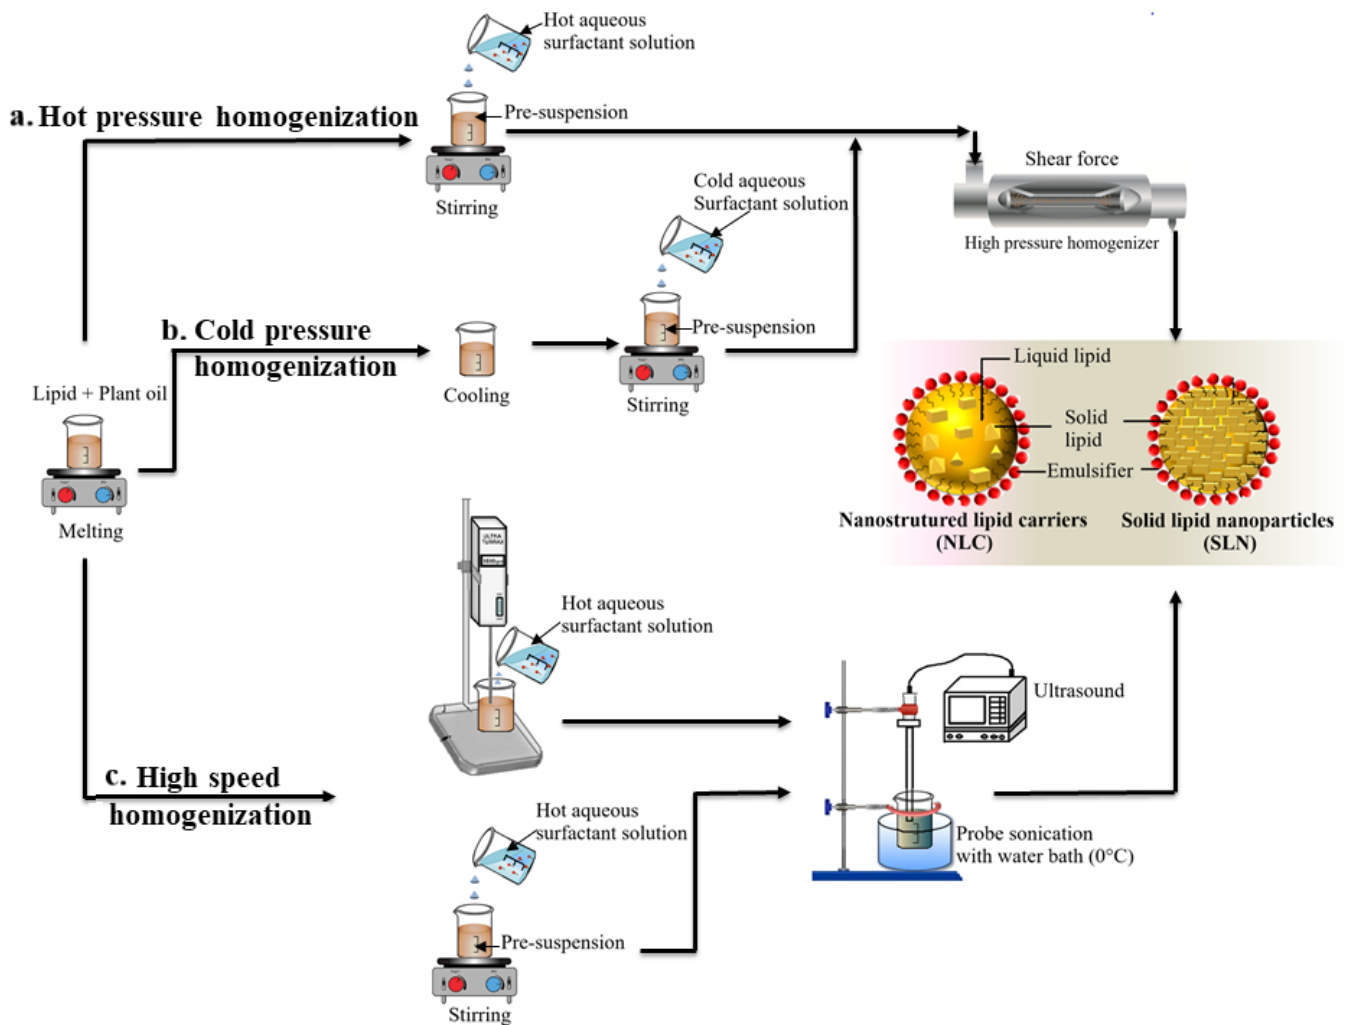 Hot aqueous
surfactant solution
a. Hot pressure homogenization
Pre-suspension
Stirring
Shear force
High pressure homogenizer
Cold aqueous
Surfactant solution
b. Cold pressure
homogenization
Cooling
Pre-suspension
Stirring
Lipid + Plant oil
Melting
Liquid lipid
Solid
lipid
Emulsifier
Nanostrutured lipid carriers
(NLC)
Solid lipid nanoparticles
(SLN)
ULTRA
TURRAX
Hot aqueous
surfactant solution
Ultrasound
c. High speed
homogenization
Hot aqueous
surfactant solution
Probe sonication
with water bath (0°C)
Pre-suspension
Stirring